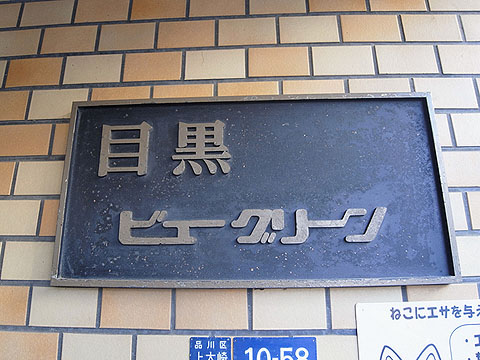 目黒
ビューグリーン
ねこにエサを与え
品川区
上大崎
10-58